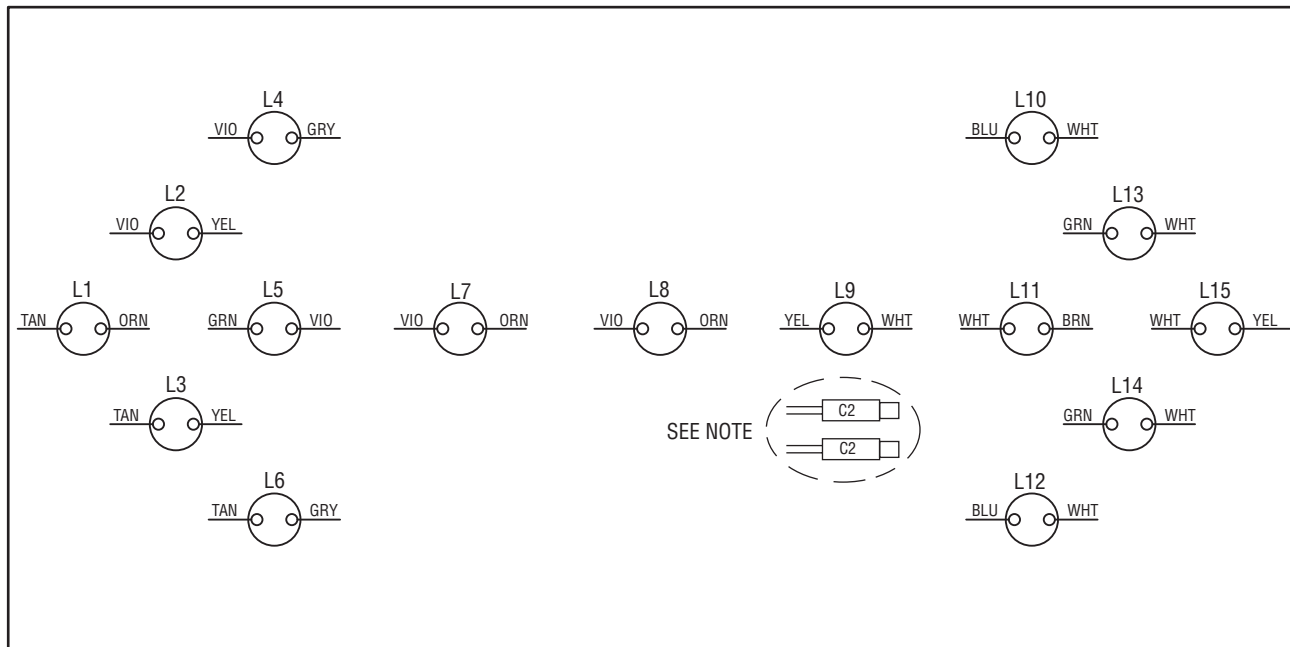 L4
VIO GRY
L10
BLU WHT
L2
VIO YEL
L13
GRN WHT
L1
TAN ORN
L5
GRN VIO
L7
VIO ORN
L8
VIO ORN
L9
YEL WHT
L11
WHT BRN
L15
WHT YEL
L3
TAN YEL
SEE NOTE
C2
C2
L14
GRN WHT
L6
TAN GRY
L12
BLU WHT